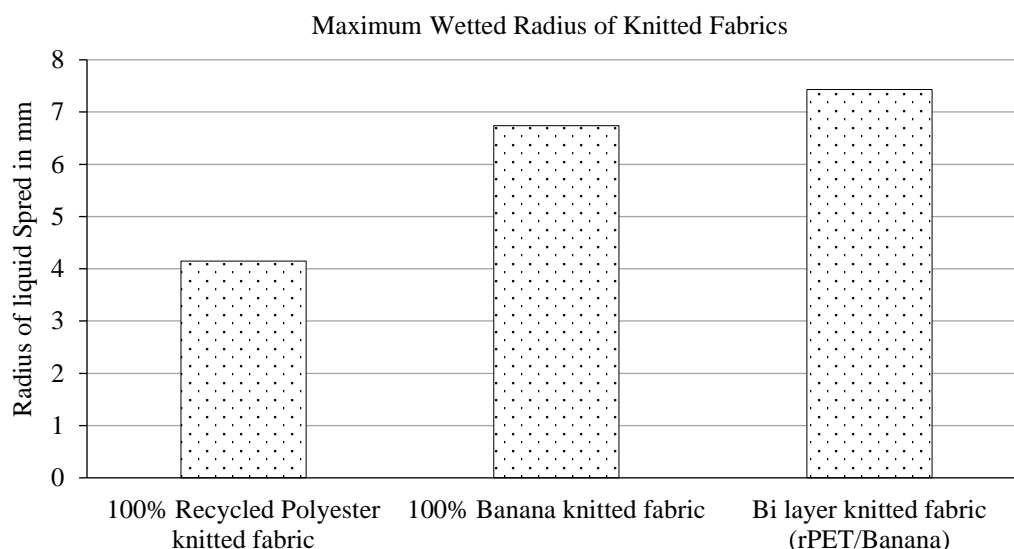 Maximum Wetted Radius of Knitted Fabrics
Radius of liquid Spred in mm
8
7
6
5
4
3
2
1
0
100% Recycled Polyester
knitted fabric
100% Banana knitted fabric
Bi layer knitted fabric
(rPET/Banana)